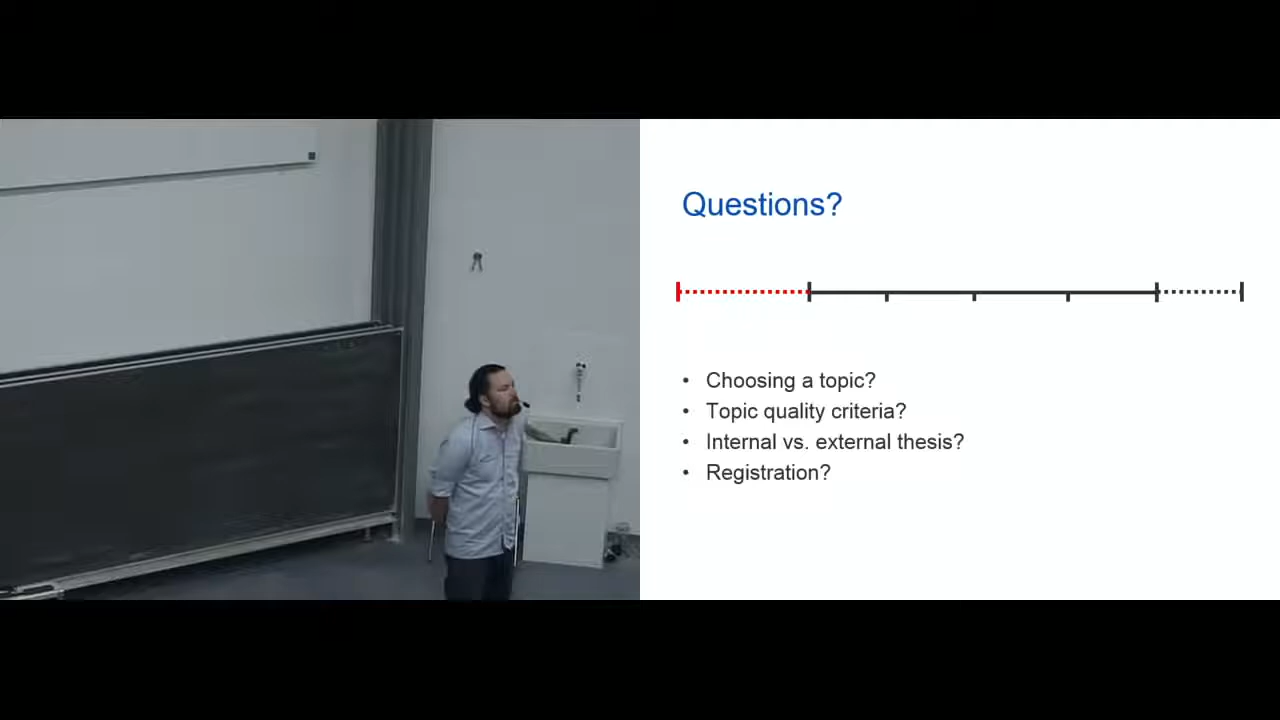 Questions?
• Choosing a topic?
• Topic quality criteria?
• Internal vs. external thesis?
• Registration?